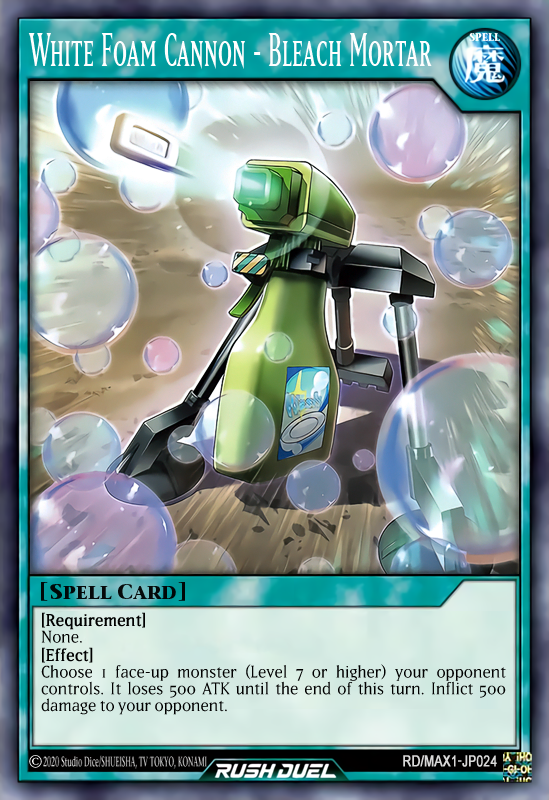 White Foam Cannon - Bleach Mortar
SPELL
魔
[Spell Card]
[Requirement]
None.
[Effect]
Choose 1 face-up monster (Level 7 or higher) your opponent
controls. It loses 500 ATK until the end of this turn. Inflict 500
damage to your opponent.
©2020 Studio Dice/SHUEISHA, TV TOKYO, KONAMI
RUSH DUEL
RD/MAX1-JP024